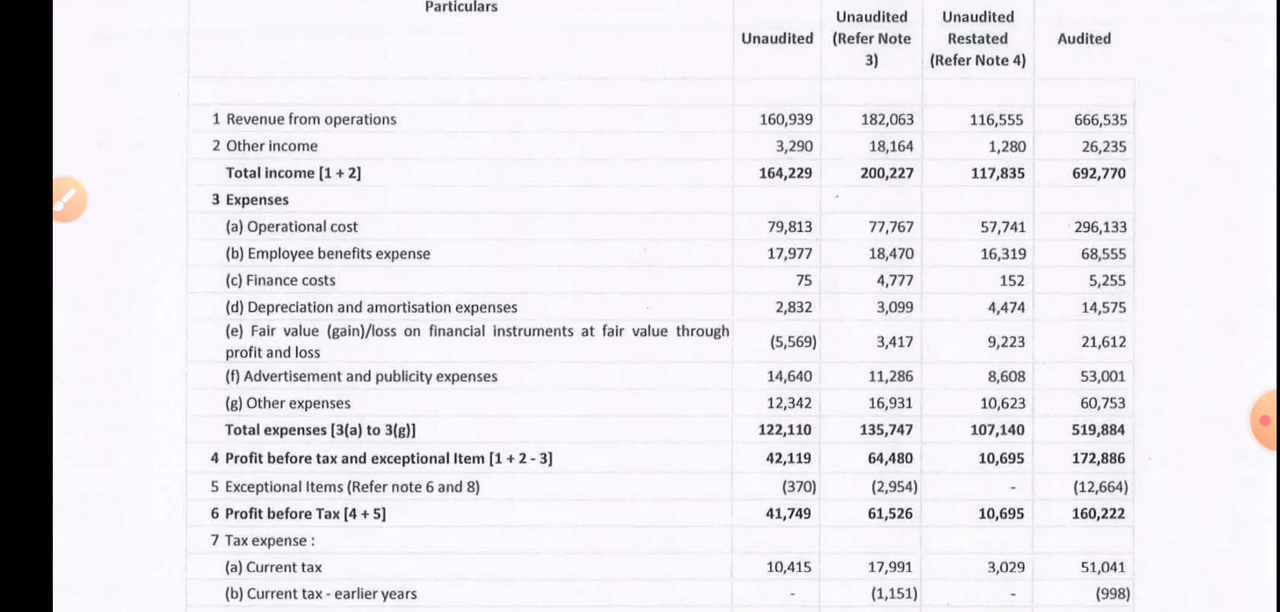 Particulars
Unaudited
Unaudited (Refer Note 3)
Unaudited Restated (Refer Note 4)
Audited
1 Revenue from operations 160,939 182,063 116,555 666,535
2 Other income 3,290 18,164 1,280 26,235
Total income [1 + 2] 164,229 200,227 117,835 692,770
3 Expenses
(a) Operational cost 79,813 77,767 57,741 296,133
(b) Employee benefits expense 17,977 18,470 16,319 68,555
(c) Finance costs 75 4,777 152 5,255
(d) Depreciation and amortisation expenses 2,832 3,099 4,474 14,575
(e) Fair value (gain)/loss on financial instruments at fair value through
profit and loss (5,569) 3,417 9,223 21,612
(f) Advertisement and publicity expenses 14,640 11,286 8,608 53,001
(g) Other expenses 12,342 16,931 10,623 60,753
Total expenses [3(a) to 3(g)] 122,110 135,747 107,140 519,884
4 Profit before tax and exceptional Item [1 + 2 - 3] 42,119 64,480 10,695 172,886
5 Exceptional Items (Refer note 6 and 8) (370) (2,954) - (12,664)
6 Profit before Tax [4 + 5] 41,749 61,526 10,695 160,222
7 Tax expense :
(a) Current tax 10,415 17,991 3,029 51,041
(b) Current tax - earlier years - (1,151) - (998)